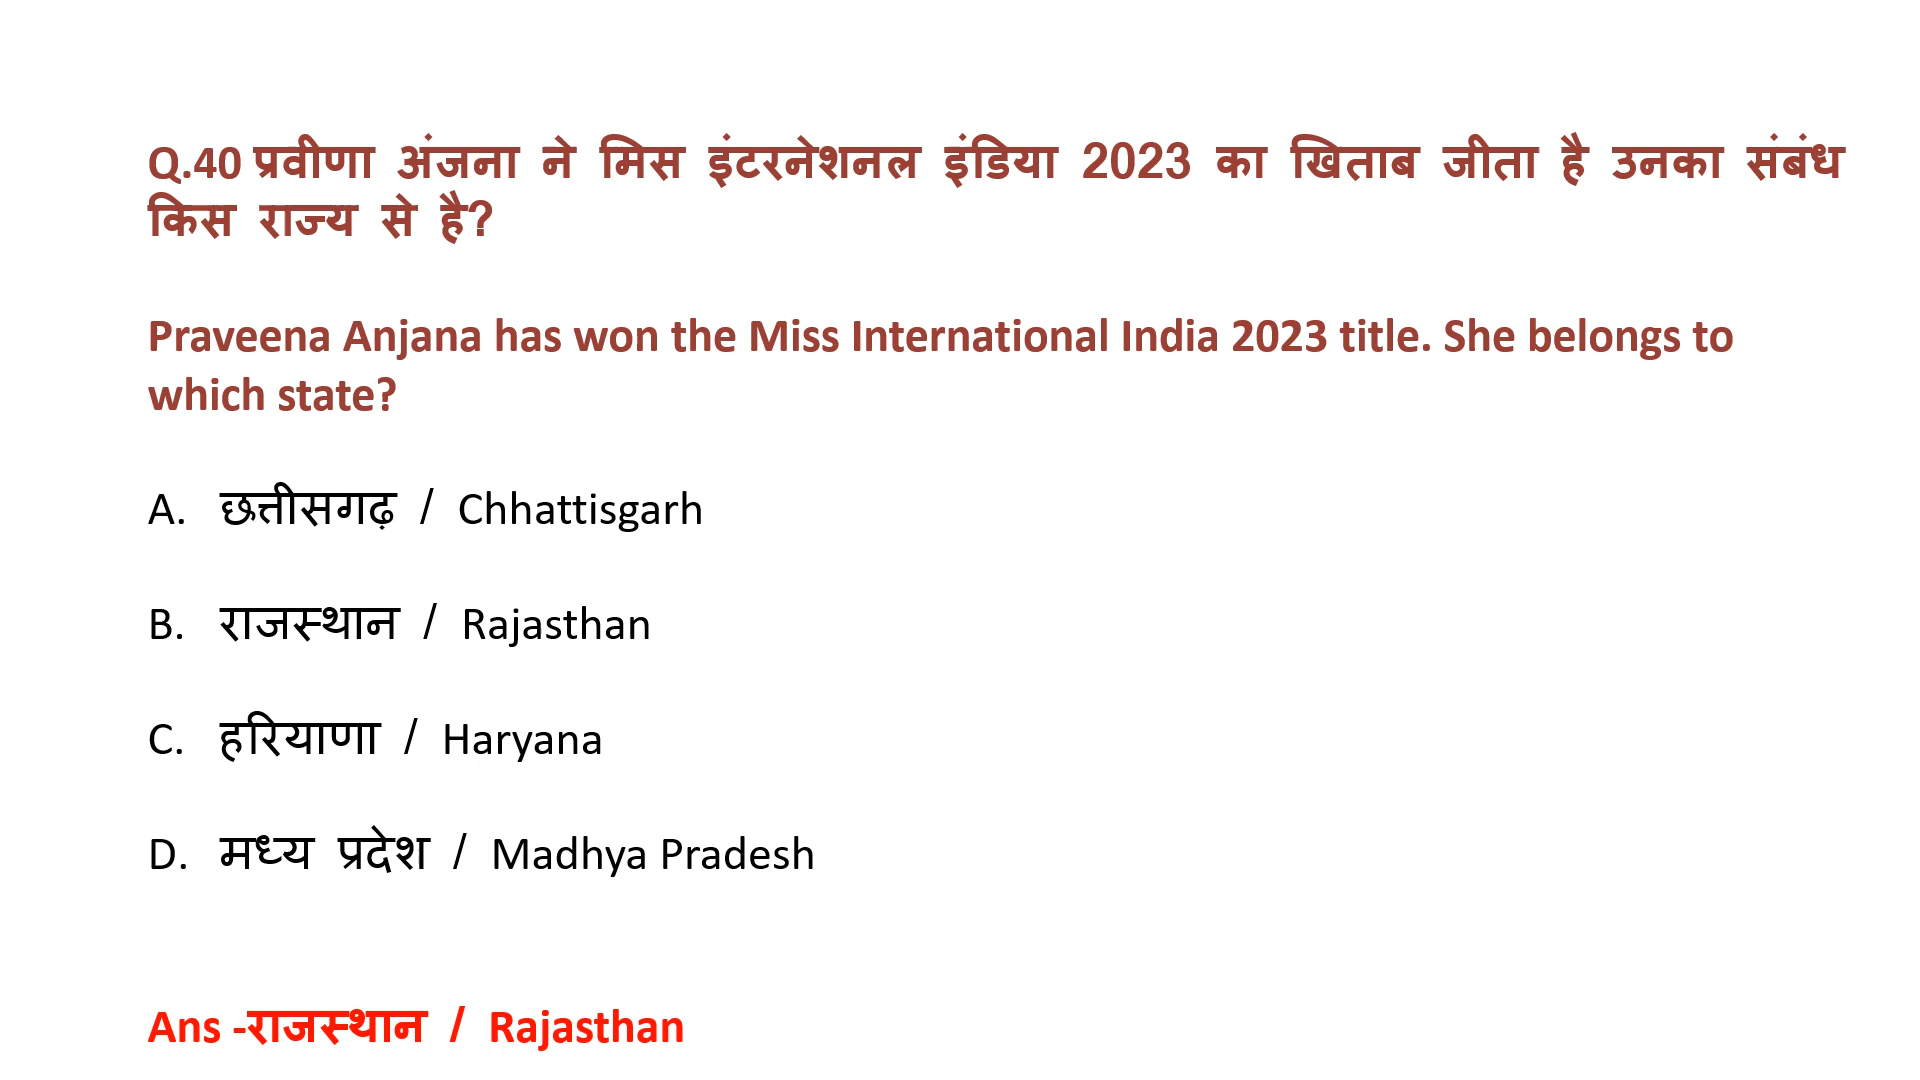 Q.40 प्रवीणा अंजना ने मिस इंटरनेशनल इंडिया 2023 का खिताब जीता है उनका संबंध
किस राज्य से है?
Praveena Anjana has won the Miss International India 2023 title. She belongs to
which state?
A. छत्तीसगढ़ / Chhattisgarh
B. राजस्थान / Rajasthan
C. हरियाणा / Haryana
D. मध्य प्रदेश / Madhya Pradesh
Ans -राजस्थान / Rajasthan